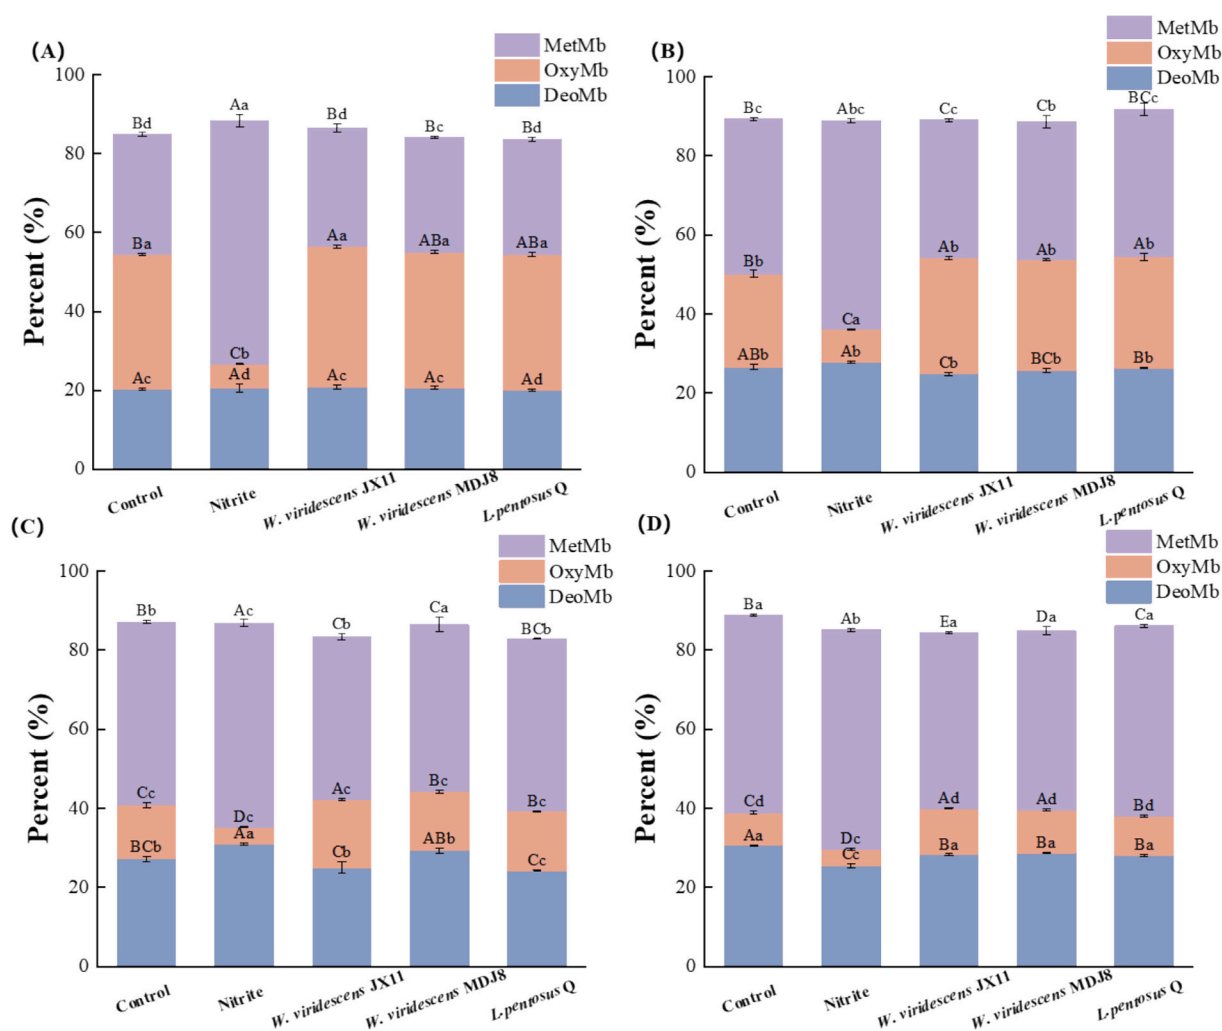 (A)
MetMb
OxyMb
DeoMb
100
80
60
40
20
0
Percent (%)
Bd
Aa
Bd
Bc
Bd
Ba
Cb
Aa
ABa
ABa
Ac
Ad
Ac
Ac
Ad
Control
Nitrite
W. viridescens JX11
W. viridescens MDJ8
L.pentosus Q
(B)
MetMb
OxyMb
DeoMb
100
80
60
40
20
0
Percent (%)
Bc
Abc
Cc
Cb
BCc
Bb
Ca
Ab
Ab
Ab
ABb
Ab
Cb
BCb
Bb
Control
Nitrite
W. viridescens JX11
W. viridescens MDJ8
L.pentosus Q
(C)
MetMb
OxyMb
DeoMb
100
80
60
40
20
0
Percent (%)
Bb
Ac
Cb
Ca
BCb
Cc
Dc
Ac
Bc
Bc
BCb
Aa
Cb
ABb
Cc
Control
Nitrite
W. viridescens JX11
W. viridescens MDJ8
L.pentosus Q
(D)
MetMb
OxyMb
DeoMb
100
80
60
40
20
0
Percent (%)
Ba
Ab
Ea
Da
Ca
Cd
Dc
Ad
Ad
Bd
Aa
Cc
Ba
Ba
Ba
Control
Nitrite
W. viridescens JX11
W. viridescens MDJ8
L.pentosus Q